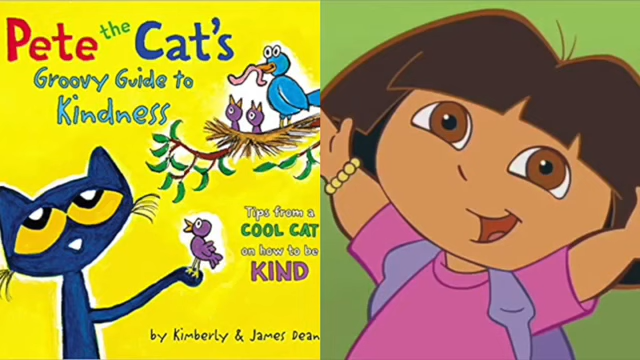 Pete the Cat's
Groovy Guide to
Kindness
Tips from a
COOL CAT
on how to be
KIND
by Kimberly & James Dean